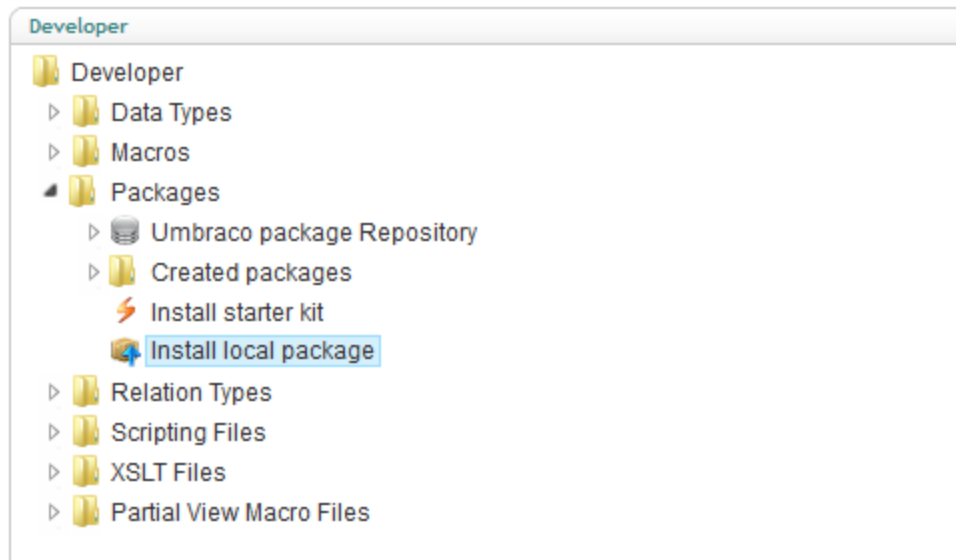 Developer
Developer
Data Types
Macros
Packages
Umbraco package Repository
Created packages
Install starter kit
Install local package
Relation Types
Scripting Files
XSLT Files
Partial View Macro Files